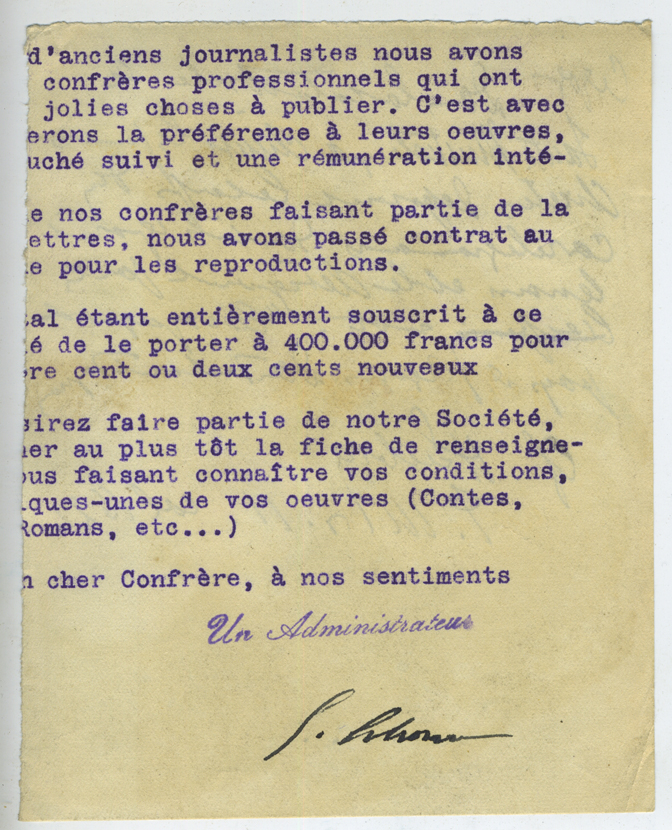 d'anciens journalistes nous avons
confrères professionnels qui ont
jolies choses à publier. C'est avec
erons la préférence à leurs oeuvres,
uché suivi et une rémunération inté-
e nos confrères faisant partie de la
ettres, nous avons passé contrat au
e pour les reproductions.
al étant entièrement souscrit à ce
é de le porter à 400.000 francs pour
re cent ou deux cents nouveaux
sirez faire partie de notre Société,
er au plus tôt la fiche de renseigne-
ous faisant connaître vos conditions,
ques-unes de vos oeuvres (Contes,
Romans, etc...)
n cher Confrère, à nos sentiments
Un Administrateur